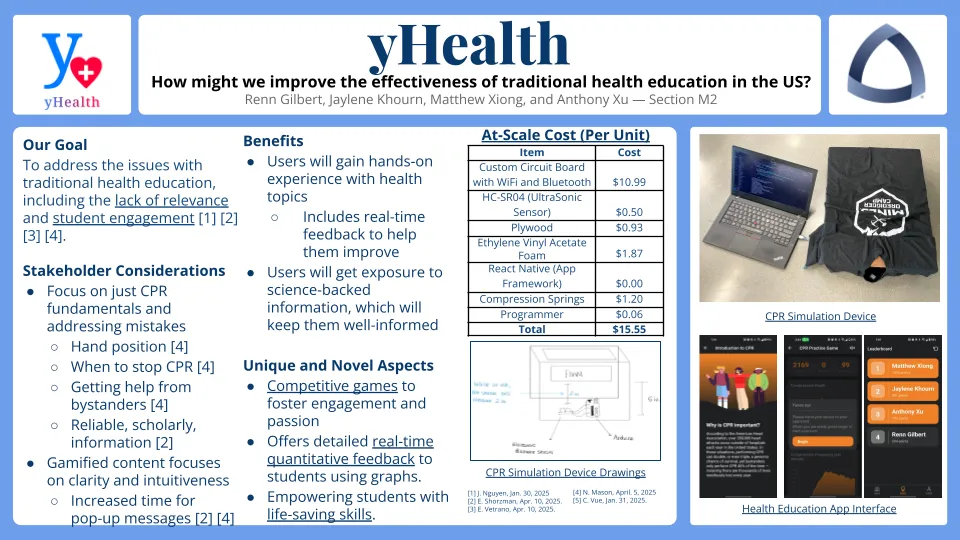 yHealth
yHealth
How might we improve the effectiveness of traditional health education in the US?
Renn Gilbert, Jaylene Khourn, Matthew Xiong, and Anthony Xu — Section M2
Our Goal
To address the issues with
traditional health education,
including the lack of relevance
and student engagement [1] [2]
[3] [4].
Stakeholder Considerations
● Focus on just CPR
fundamentals and
addressing mistakes
○ Hand position [4]
○ When to stop CPR [4]
○ Getting help from
bystanders [4]
○ Reliable, scholarly,
information [2]
● Gamified content focuses
on clarity and intuitiveness
○ Increased time for
pop-up messages [2] [4]
Benefits
● Users will gain hands-on
experience with health
topics
○ Includes real-time
feedback to help
them improve
● Users will get exposure to
science-backed
information, which will
keep them well-informed
Unique and Novel Aspects
● Competitive games to
foster engagement and
passion
● Offers detailed real-time
quantitative feedback to
students using graphs.
● Empowering students with
life-saving skills.
At-Scale Cost (Per Unit)
Item Cost
Custom Circuit Board
with WiFi and Bluetooth $10.99
HC-SR04 (UltraSonic
Sensor) $0.50
Plywood $0.93
Ethylene Vinyl Acetate
Foam $1.87
React Native (App
Framework) $0.00
Compression Springs $1.20
Programmer $0.06
Total $15.55
Foam
6 in
Arduino
CPR Simulation Device Drawings
[1] J. Nguyen, Jan. 30, 2025
[2] E. Shorzman, Apr. 10, 2025.
[3] E. Vetrano, Apr. 10, 2025.
[4] N. Mason, April. 5, 2025
[5] C. Vue, Jan. 31, 2025.
MINES
CAMP
CPR Simulation Device
Introduction to CPR
Why is CPR important?
CPR Practice Game
2169 0 99
Leaderboard
1 Matthew Xiong
2 Jaylene Khourn
3 Anthony Xu
4 Renn Gilbert
Health Education App Interface